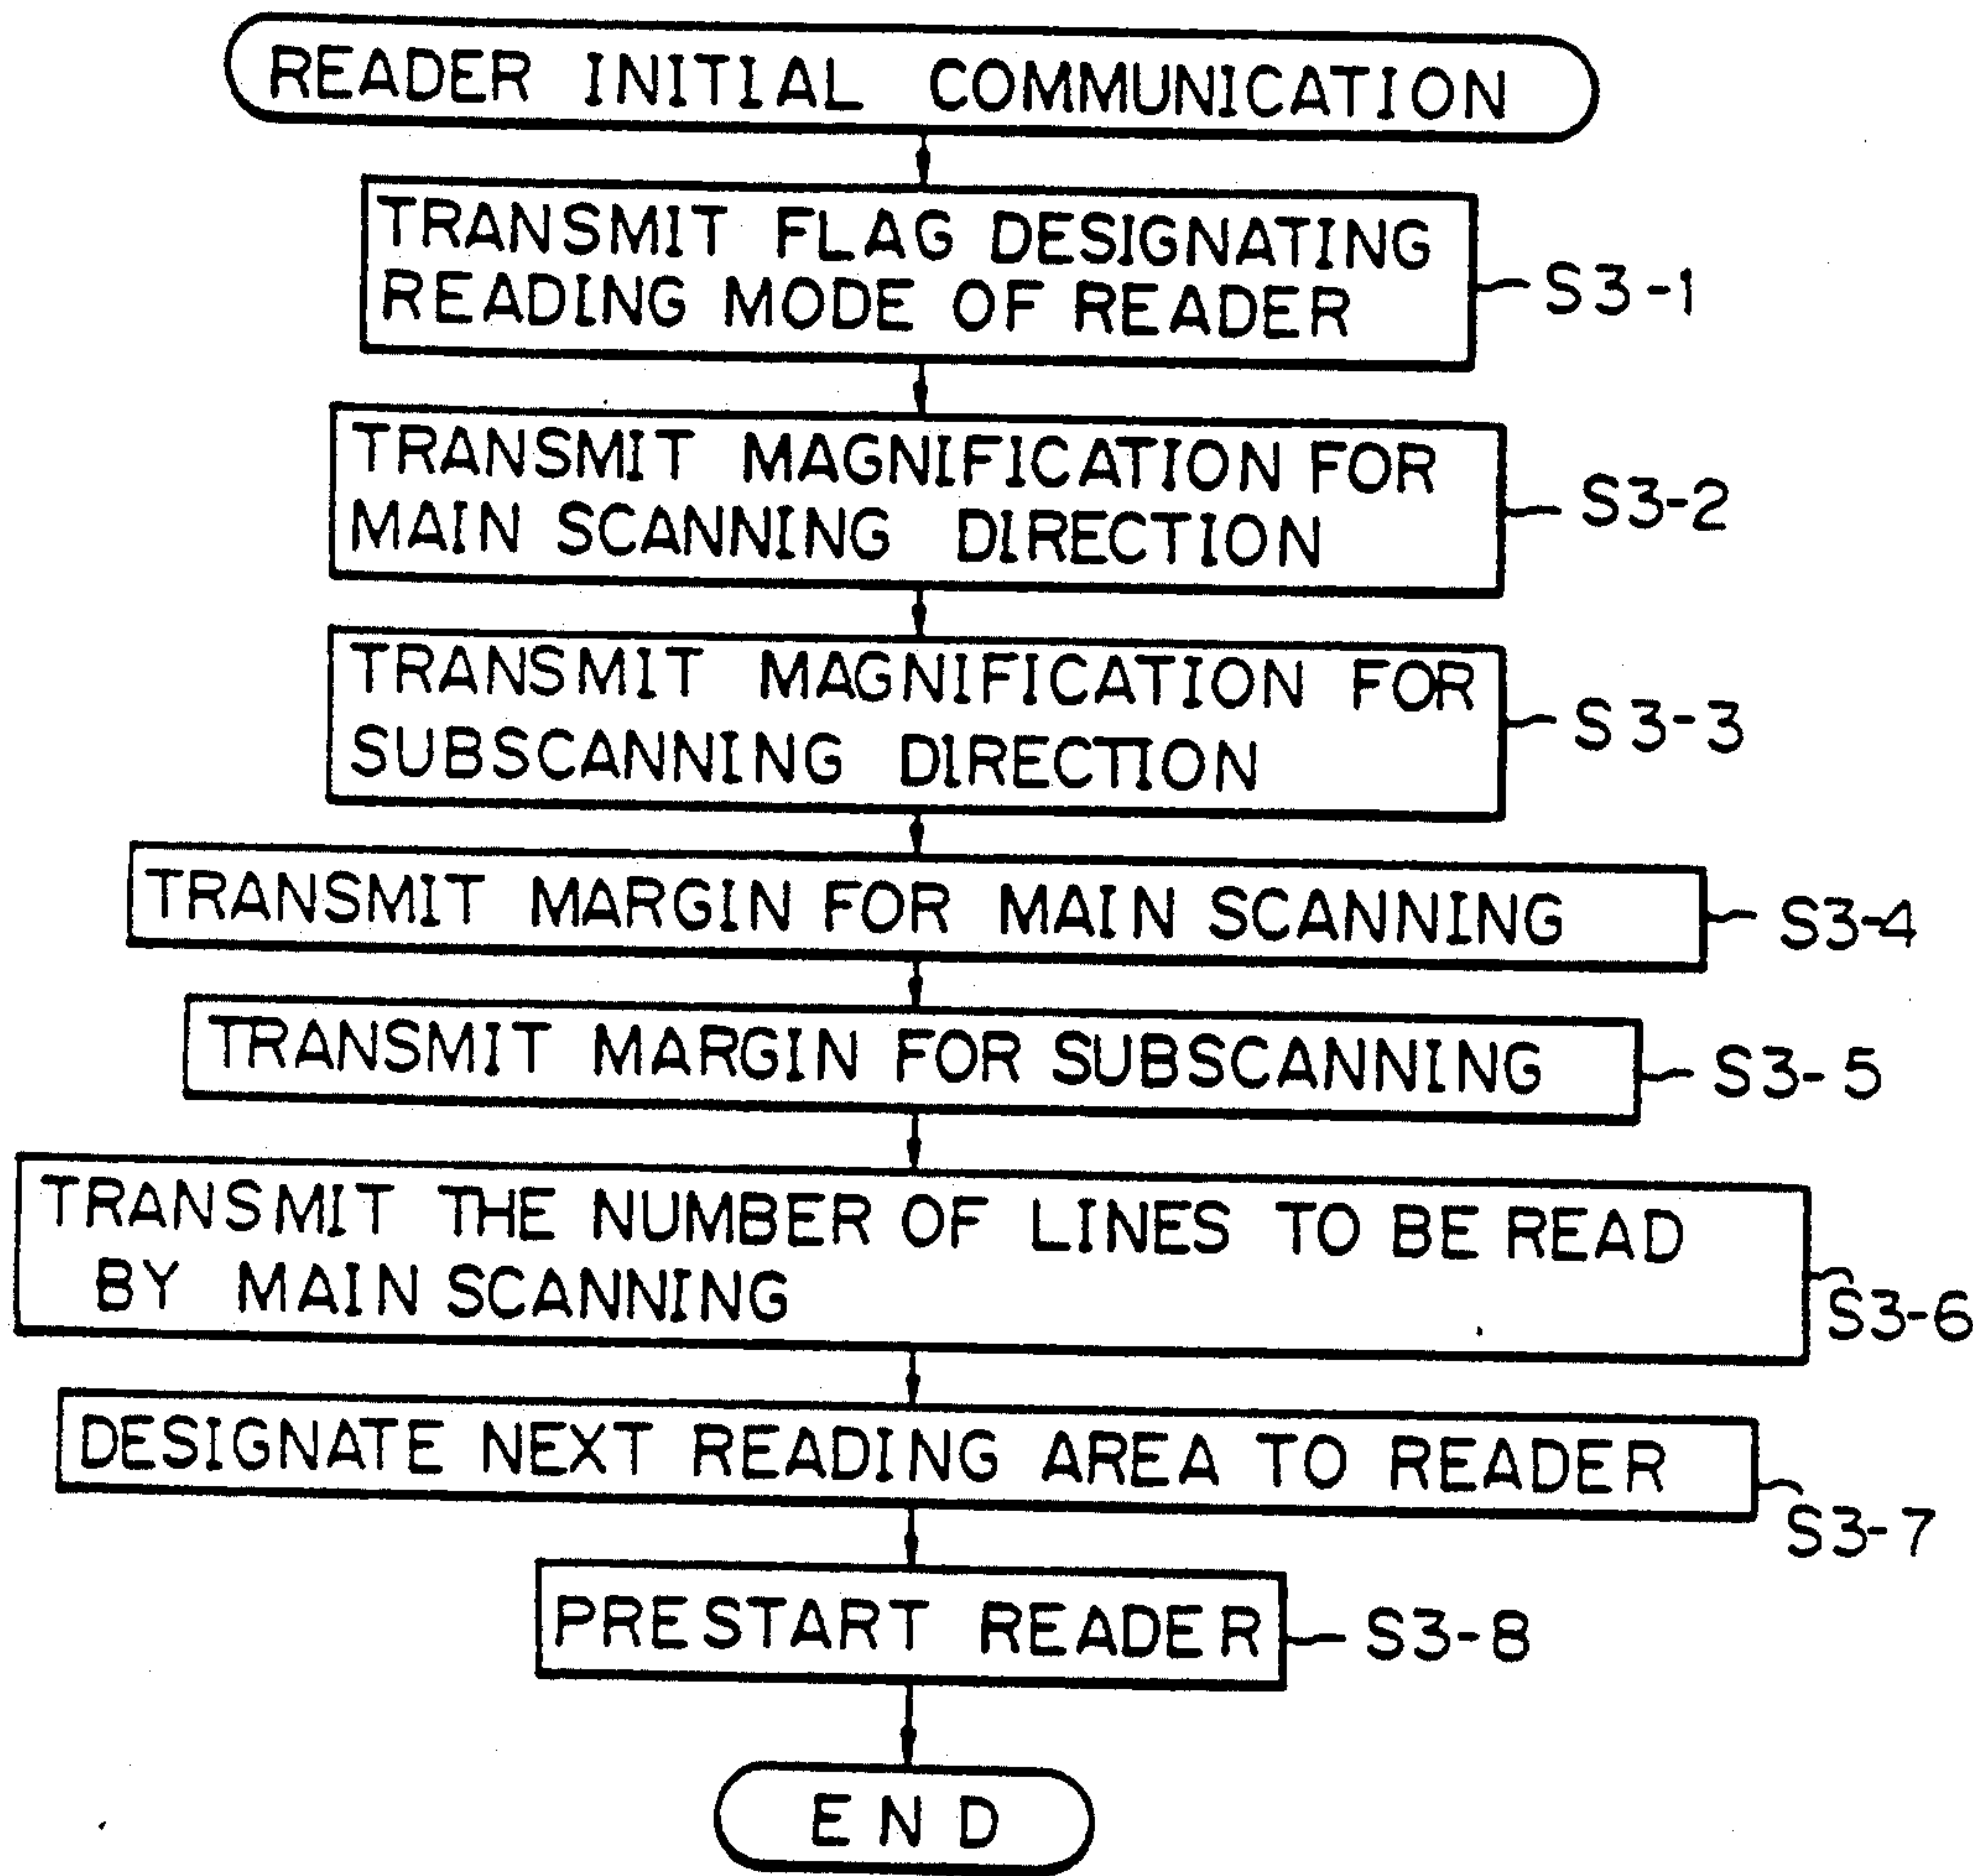 READER INITIAL COMMUNICATION
TRANSMIT FLAG DESIGNATING
READING MODE OF READER
S3-1
TRANSMIT MAGNIFICATION FOR
MAIN SCANNING DIRECTION
S3-2
TRANSMIT MAGNIFICATION FOR
SUBSCANNING DIRECTION
S3-3
TRANSMIT MARGIN FOR MAIN SCANNING
S3-4
TRANSMIT MARGIN FOR SUBSCANNING
S3-5
TRANSMIT THE NUMBER OF LINES TO BE READ
BY MAIN SCANNING
S3-6
DESIGNATE NEXT READING AREA TO READER
S3-7
PRESTART READER
S3-8
END